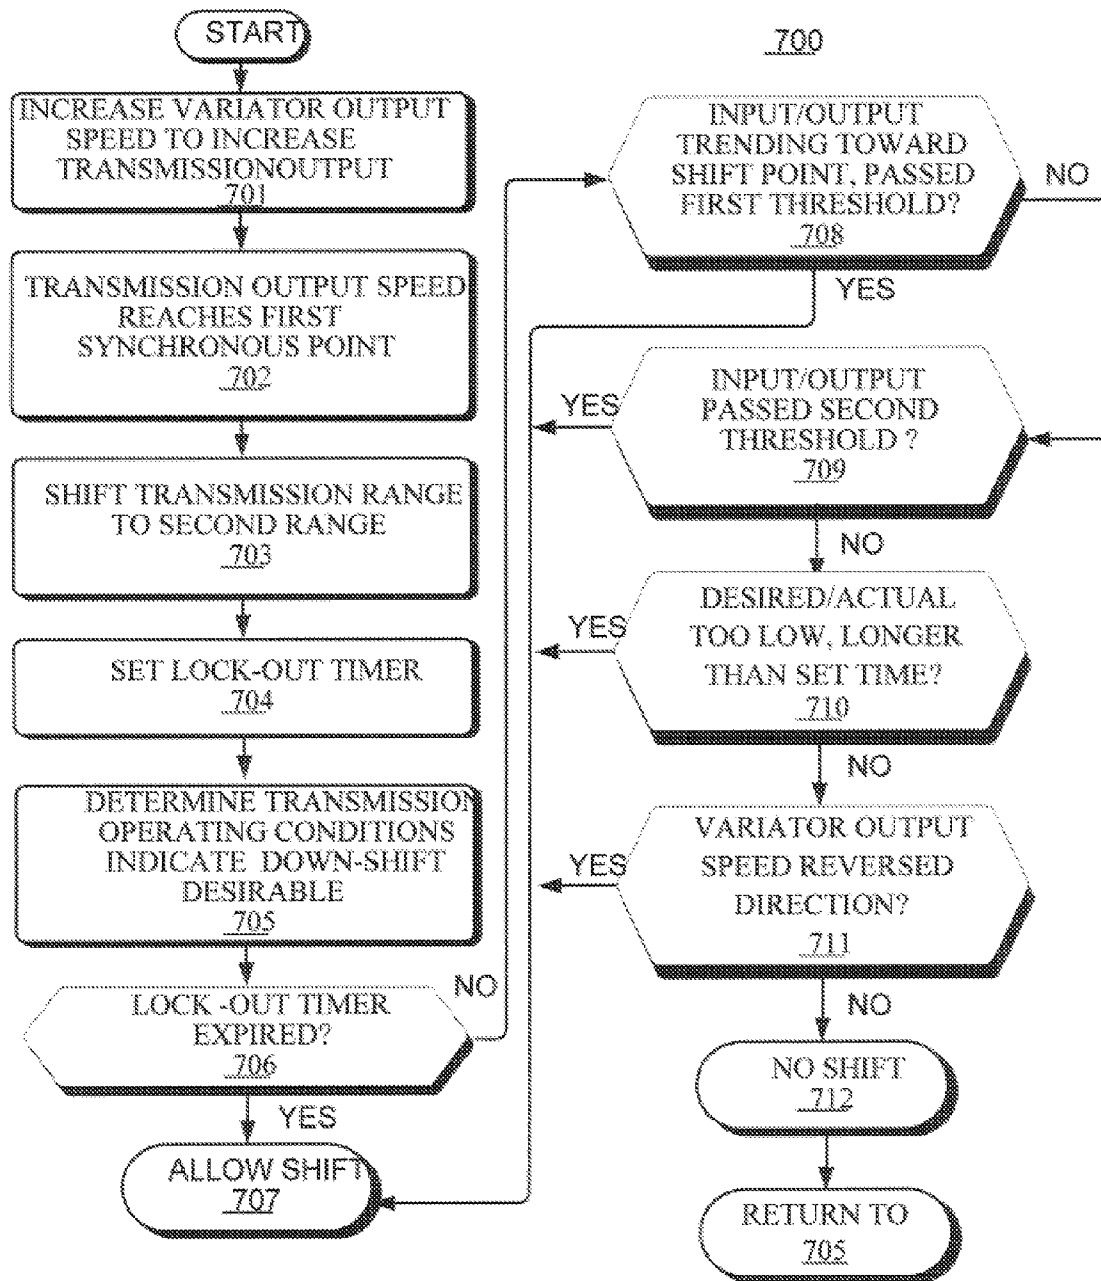 START
INCREASE VARIATOR OUTPUT
SPEED TO INCREASE
TRANSMISSIONOUTPUT
701
TRANSMISSION OUTPUT SPEED
REACHES FIRST
SYNCHRONOUS POINT
702
SHIFT TRANSMISSION RANGE
TO SECOND RANGE
703
SET LOCK-OUT TIMER
704
DETERMINE TRANSMISSION
OPERATING CONDITIONS
INDICATE DOWN-SHIFT
DESIRABLE
705
LOCK -OUT TIMER
EXPIRED?
706
NO
YES
ALLOW SHIFT
707
700
INPUT/OUTPUT
TRENDING TOWARD
SHIFT POINT, PASSED
FIRST THRESHOLD?
708
NO
YES
INPUT/OUTPUT
PASSED SECOND
THRESHOLD ?
709
YES
NO
DESIRED/ACTUAL
TOO LOW, LONGER
THAN SET TIME?
710
YES
NO
VARIATOR OUTPUT
SPEED REVERSED
DIRECTION?
711
YES
NO
NO SHIFT
712
RETURN TO
705